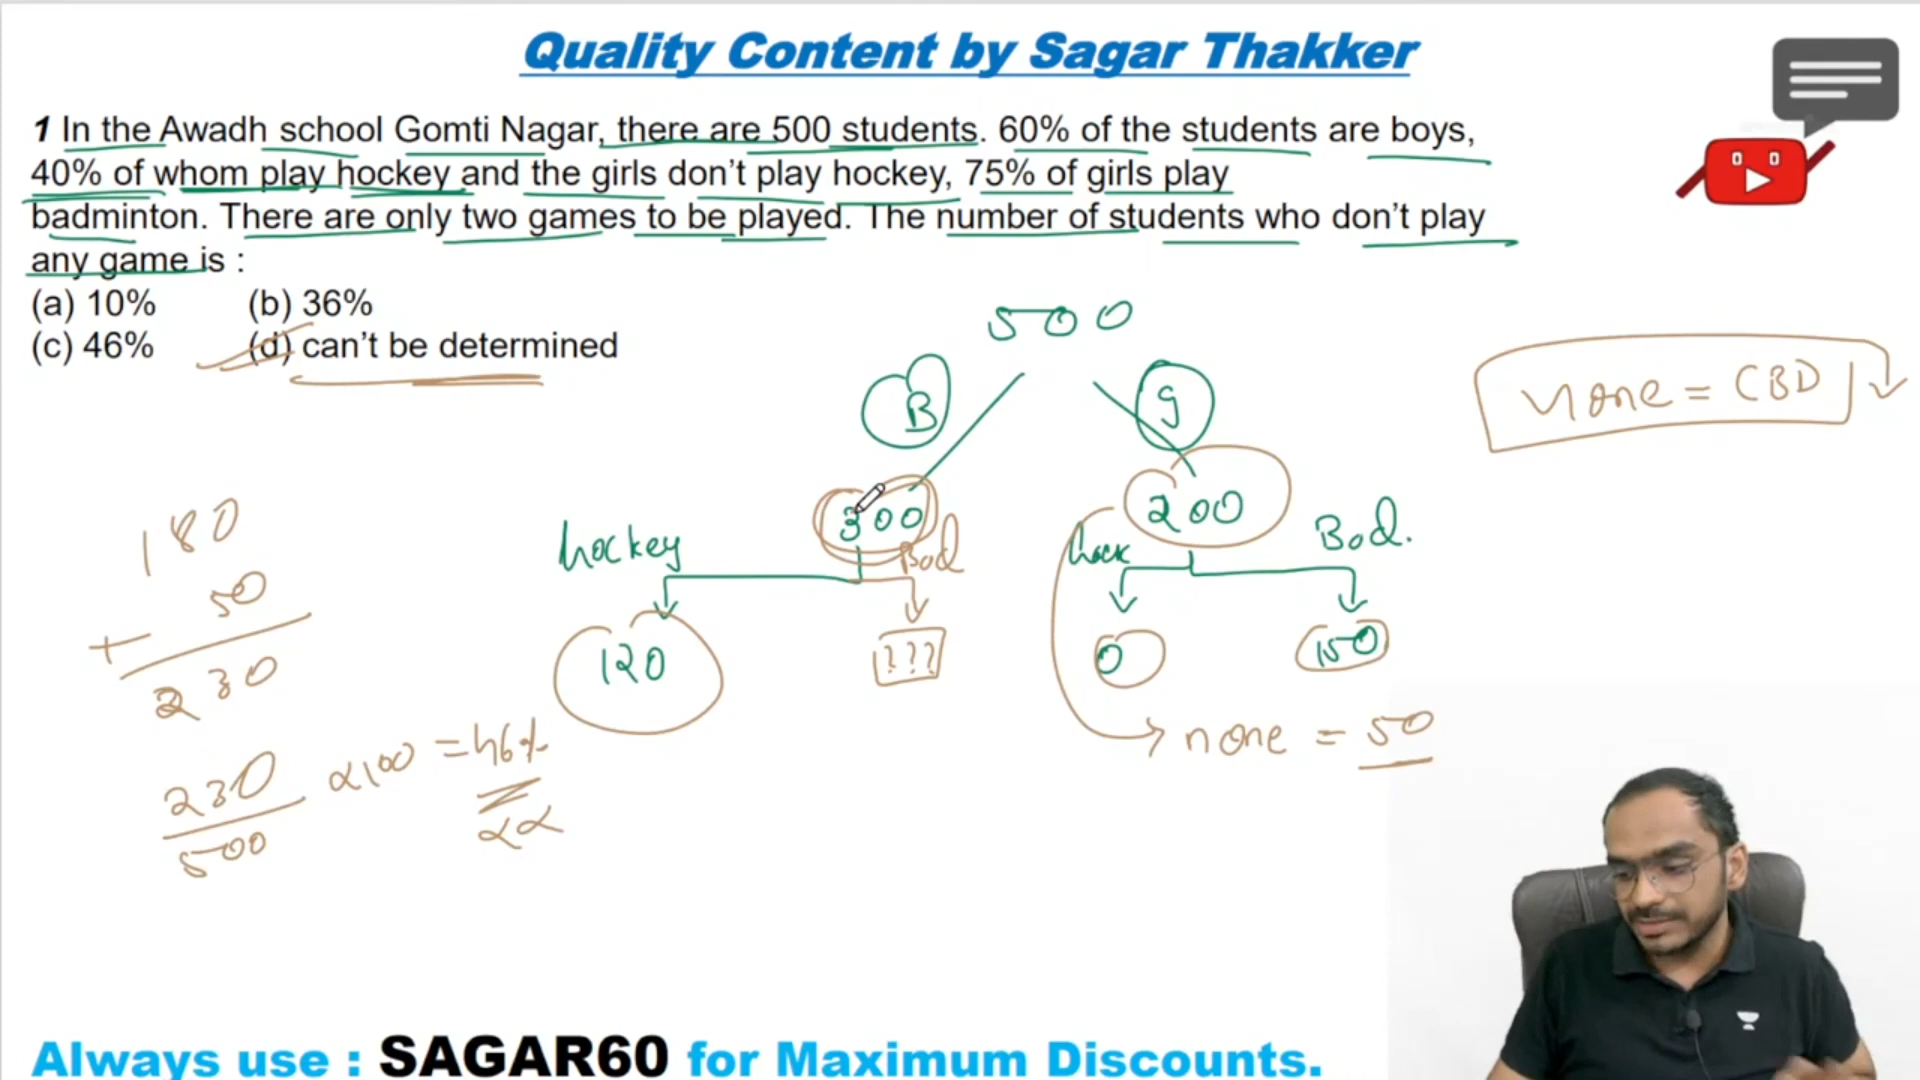 Quality Content by Sagar Thakker
1 In the Awadh school Gomti Nagar, there are 500 students. 60% of the students are boys,
40% of whom play hockey and the girls don't play hockey, 75% of girls play
badminton. There are only two games to be played. The number of students who don't play
any game is :
(a) 10% (b) 36%
(c) 46% (d) can't be determined
500
none = CBD
B g
300 200
hockey Bad Hock Bad.
120 ??? 0 150
none = 50
180
+ 50
230
230
500
x100 = 46%
Always use : SAGAR60 for Maximum Discounts.